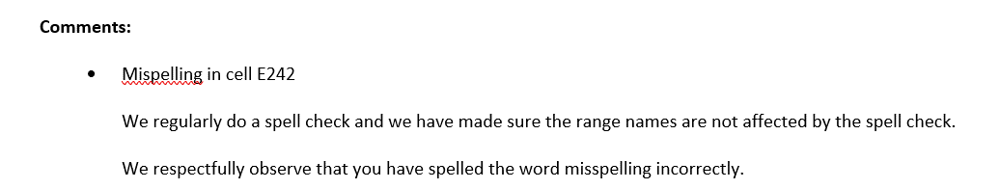 Comments:
• Mispelling in cell E242
We regularly do a spell check and we have made sure the range names are not affected by the spell check.
We respectfully observe that you have spelled the word misspelling incorrectly.